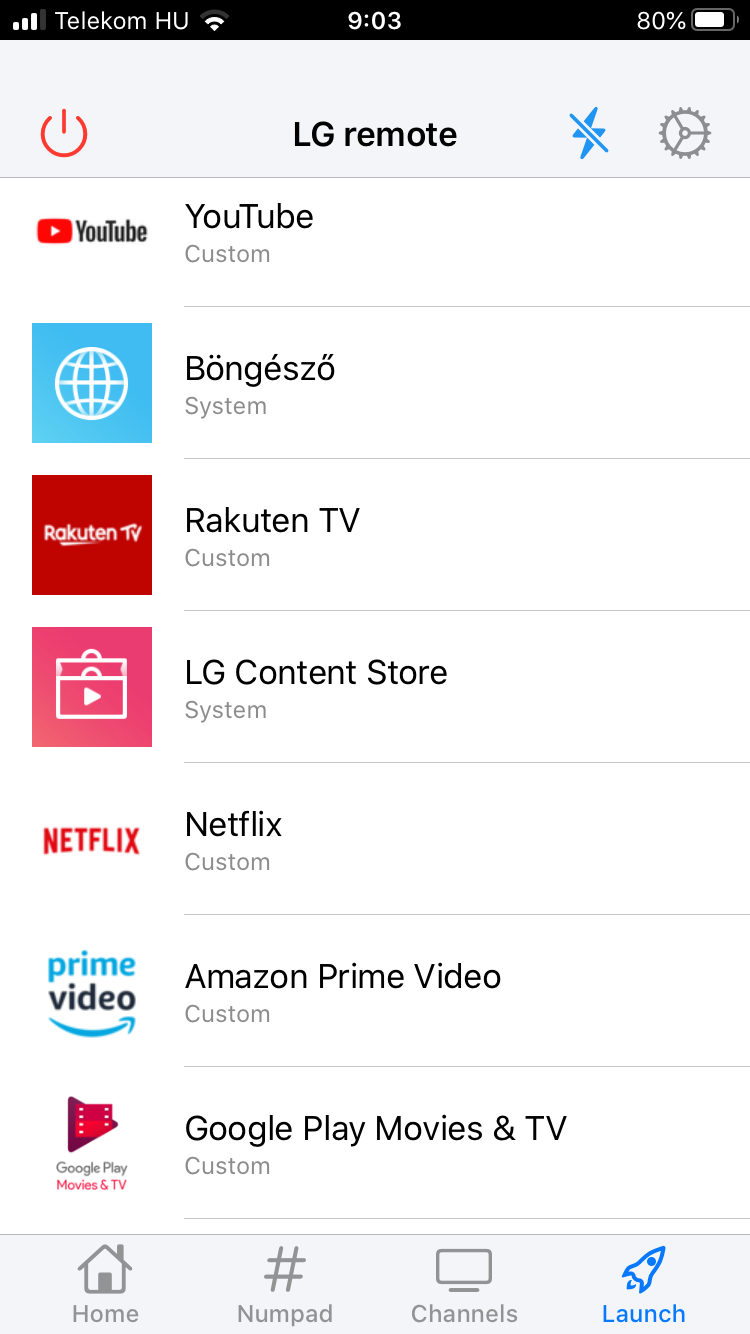 Telekom HU
9:03
80%
LG remote
YouTube
YouTube
Custom
Böngésző
System
Rakuten TV
Rakuten TV
Custom
LG Content Store
System
NETFLIX
Netflix
Custom
prime
video
Amazon Prime Video
Custom
Google Play
Movies & TV
Google Play Movies & TV
Custom
Home
Numpad
Channels
Launch